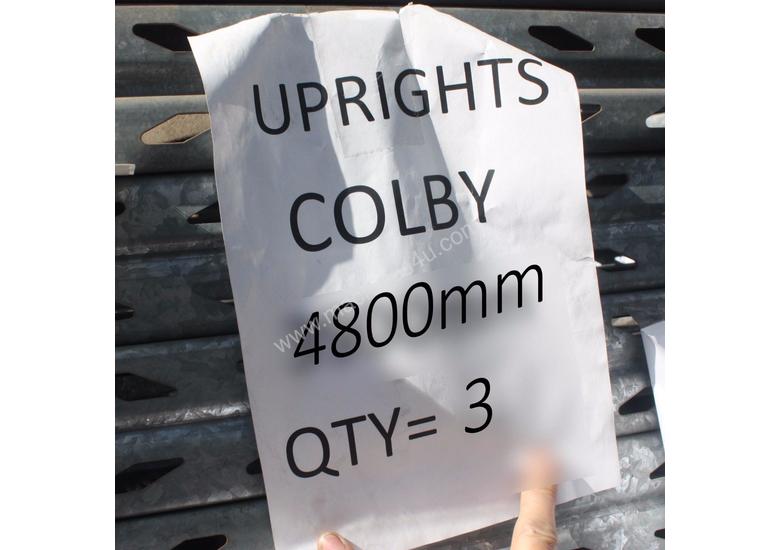 UPRIGHTS
COLBY
4800mm
QTY= 3